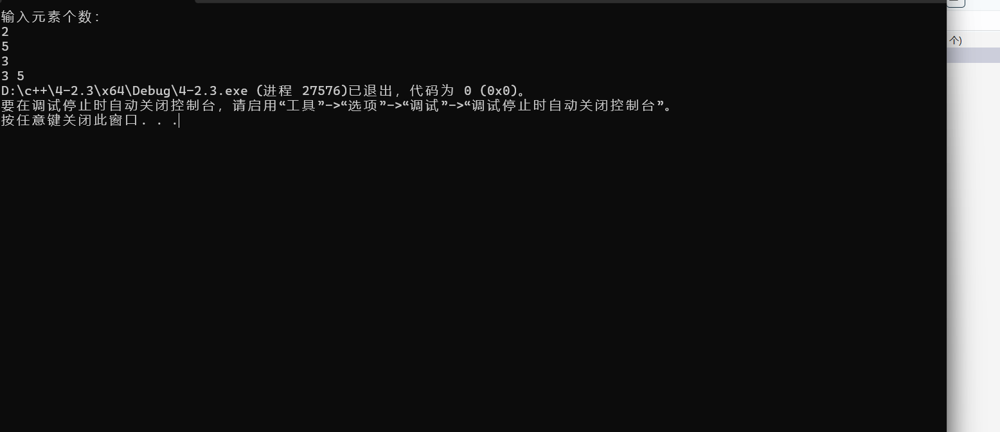 输入元素个数：
2
5
3
3 5
D:\c++\4-2.3\x64\Debug\4-2.3.exe (进程 27576)已退出，代码为 0 (0x0)。
要在调试停止时自动关闭控制台，请启用“工具”->“选项”->“调试”->“调试停止时自动关闭控制台”。
按任意键关闭此窗口. . .
个)